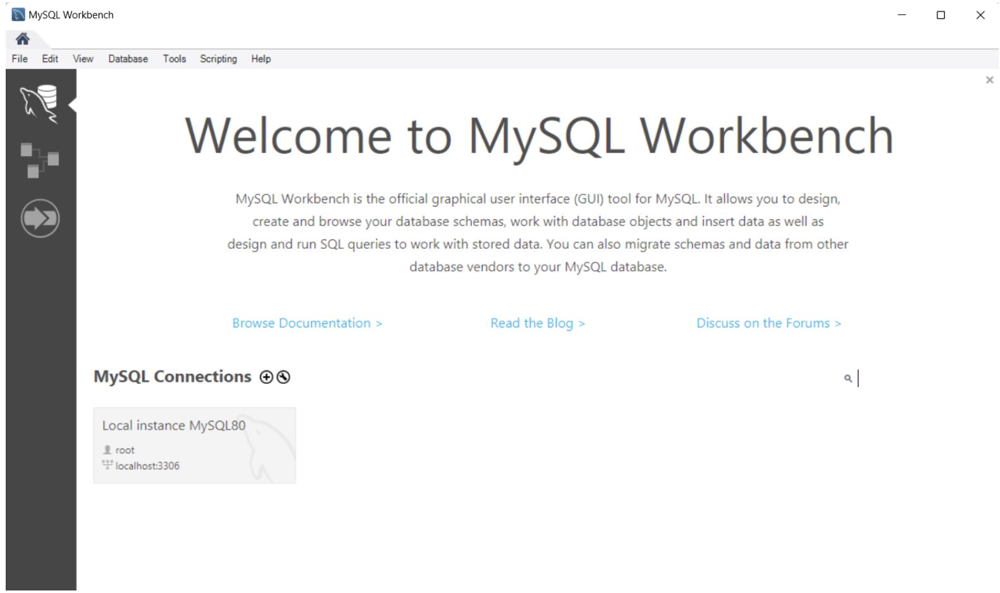 MySQL Workbench
File Edit View Database Tools Scripting Help
Welcome to MySQL Workbench
MySQL Workbench is the official graphical user interface (GUI) tool for MySQL. It allows you to design,
create and browse your database schemas, work with database objects and insert data as well as
design and run SQL queries to work with stored data. You can also migrate schemas and data from other
database vendors to your MySQL database.
Browse Documentation > Read the Blog > Discuss on the Forums >
MySQL Connections
Local instance MySQL80
root
localhost:3306